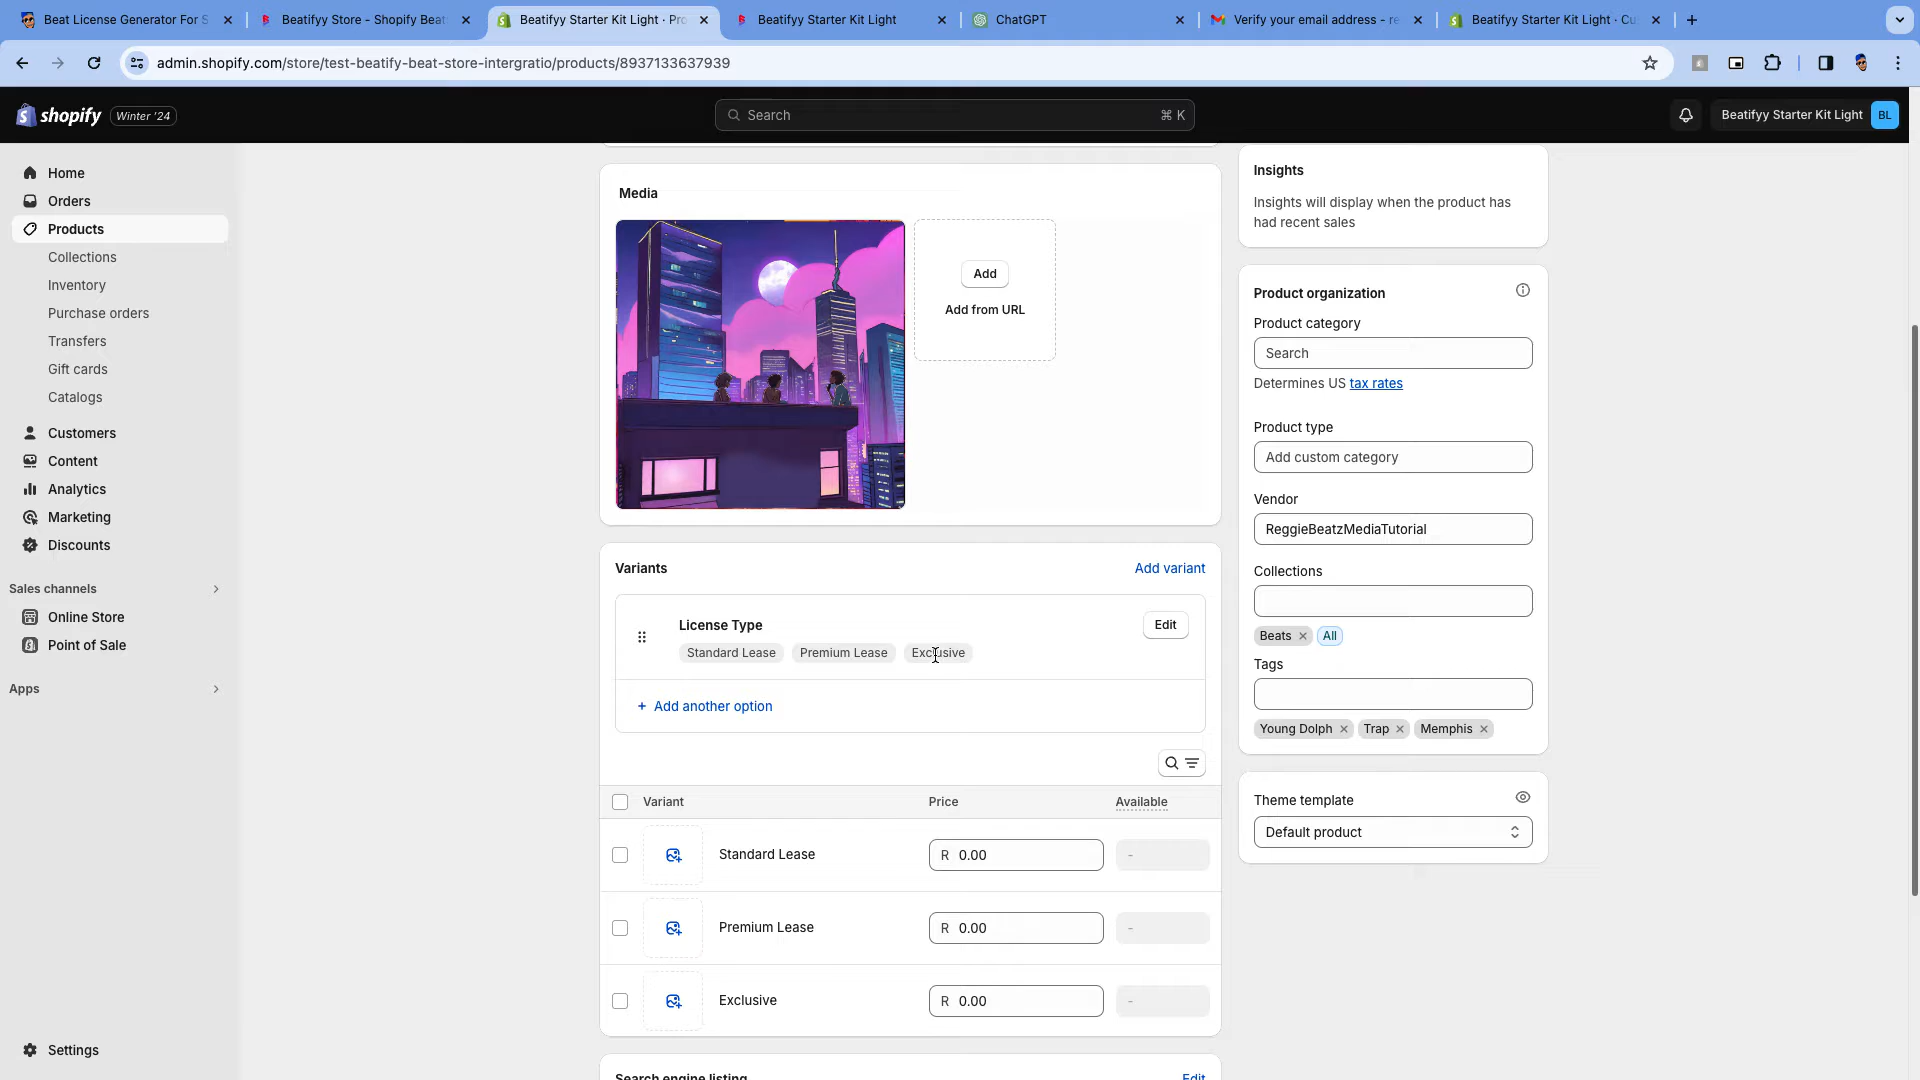 Beat License Generator For S
Beatifyy Store - Shopify Beat
Beatifyy Starter Kit Light · Pro
Beatifyy Starter Kit Light
ChatGPT
Verify your email address - re
Beatifyy Starter Kit Light · Cu
admin.shopify.com/store/test-beatify-beat-store-intergratio/products/8937133637939
shopify
Winter '24
Search
⌘ K
Beatifyy Starter Kit Light
BL
Home
Orders
Products
Collections
Inventory
Purchase orders
Transfers
Gift cards
Catalogs
Customers
Content
Analytics
Marketing
Discounts
Sales channels
Online Store
Point of Sale
Apps
Settings
Media
Add
Add from URL
Variants
Add variant
License Type
Edit
Standard Lease Premium Lease Exclusive
+ Add another option
Variant Price Available
Standard Lease R 0.00 -
Premium Lease R 0.00 -
Exclusive R 0.00 -
Search engine listing
Edit
Insights
Insights will display when the product has
had recent sales
Product organization
Product category
Search
Determines US tax rates
Product type
Add custom category
Vendor
ReggieBeatzMediaTutorial
Collections
Beats All
Tags
Young Dolph Trap Memphis
Theme template
Default product